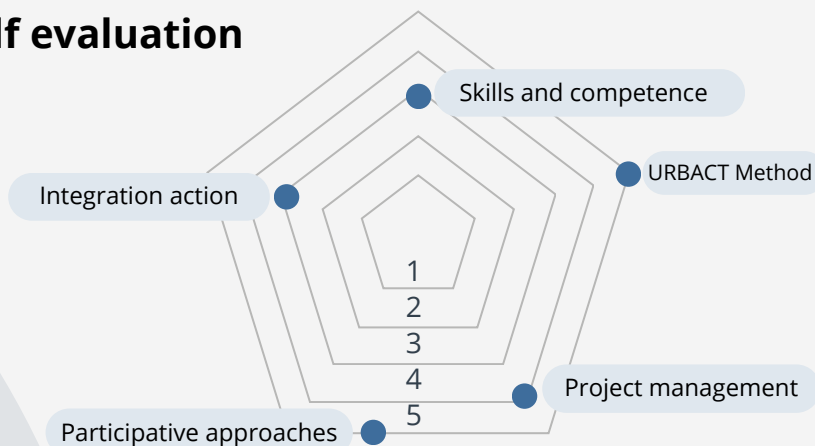 lf evaluation
Skills and competence
URBACT Method
Integration action
1
2
3
4
5
Project management
Participative approaches